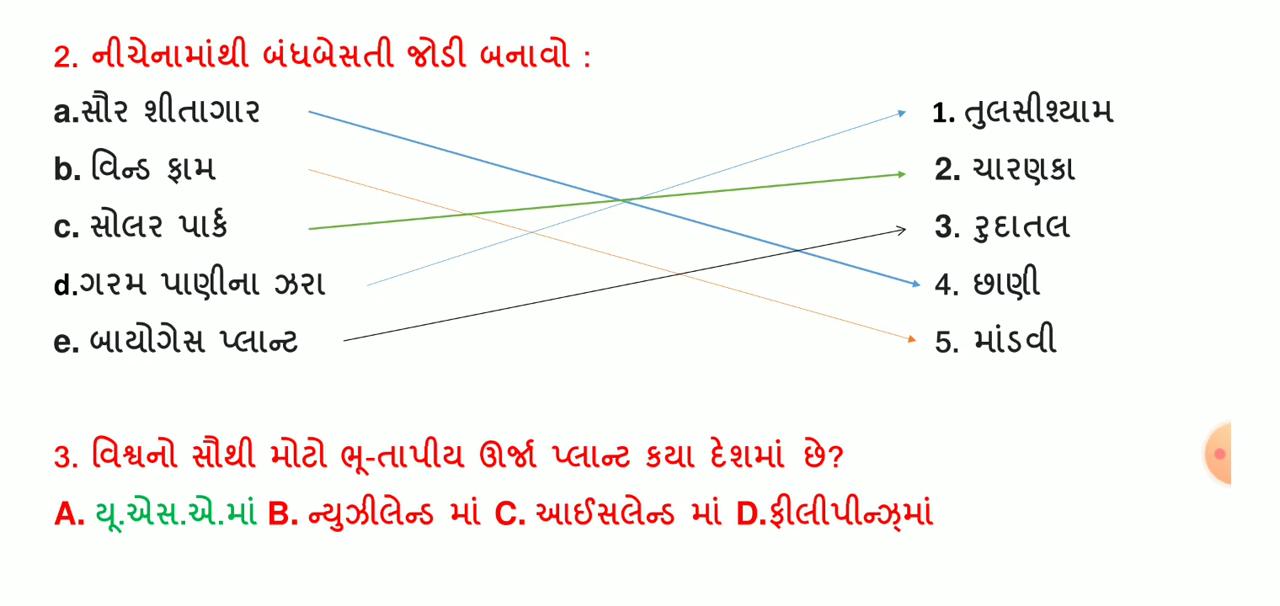 2. નીચેનામાંથી બંધબેસતી જોડી બનાવો :
a.સૌર શીતાગાર 1. તુલસીશ્યામ
b. વિન્ડ ફામ 2. ચારણકા
c. સોલર પાર્ક 3. રુદાતલ
d.ગરમ પાણીના ઝરા 4. છાણી
e. બાયોગેસ પ્લાન્ટ 5. માંડવી
3. વિશ્વનો સૌથી મોટો ભૂ-તાપીય ઊર્જા પ્લાન્ટ કયા દેશમાં છે?
A. યૂ.એસ.એ.માં B. ન્યુઝીલેન્ડ માં C. આઈસલેન્ડ માં D.ફીલીપીન્ઝ્માં